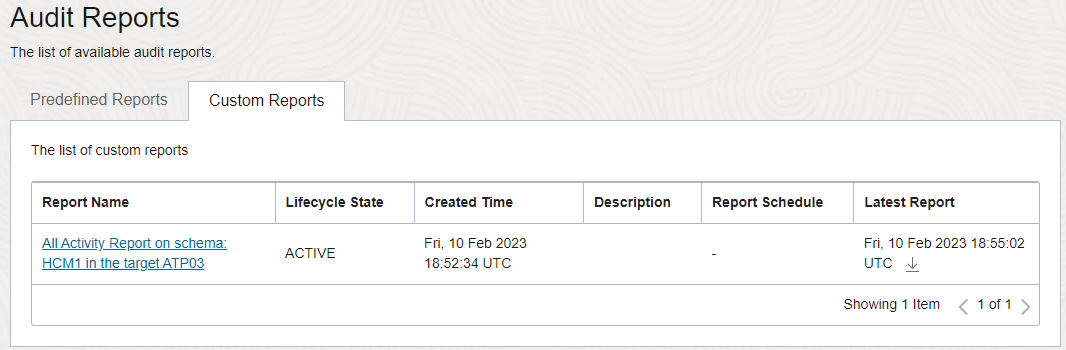 Audit Reports
The list of available audit reports.
Predefined Reports
Custom Reports
The list of custom reports
Report Name
Lifecycle State
Created Time
Description
Report Schedule
Latest Report
All Activity Report on schema:
HCM1 in the target ATP03
ACTIVE
Fri, 10 Feb 2023
18:52:34 UTC
-
Fri, 10 Feb 2023 18:55:02
UTC
Showing 1 Item
1 of 1